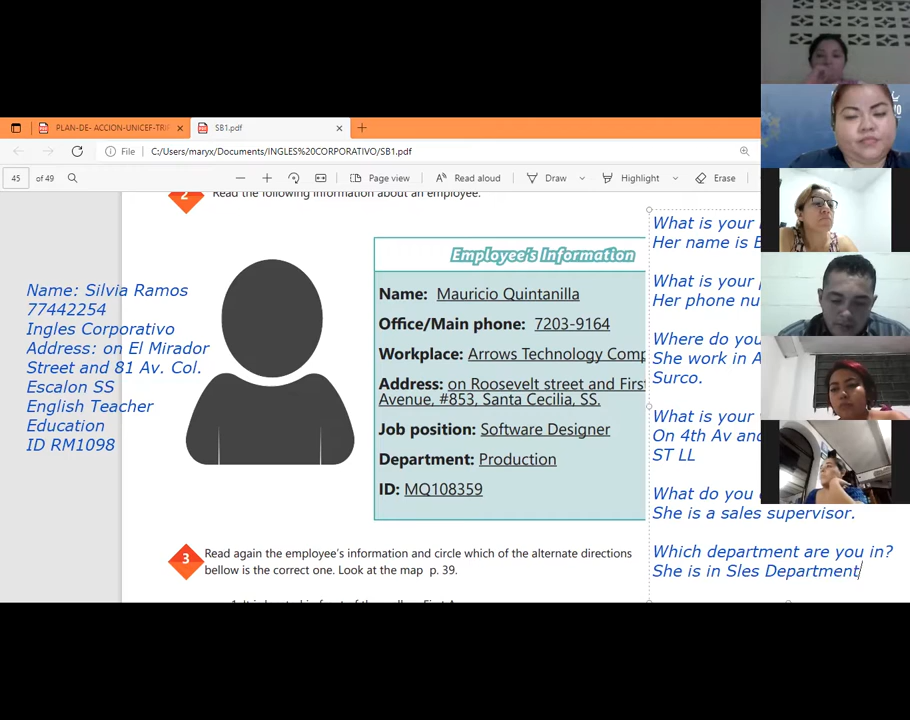 PLAN-DE- ACCION-UNICEF-TRI
SB1.pdf
File
C:/Users/maryx/Documents/INGLES%20CORPORATIVO/SB1.pdf
45 of 49
Page view
Read aloud
Draw
Highlight
Erase
2 Read the following information about an employee.
Employee's Information
Name: Mauricio Quintanilla
Office/Main phone: 7203-9164
Workplace: Arrows Technology Comp
Address: on Roosevelt street and Firs
Avenue, #853, Santa Cecilia, SS.
Job position: Software Designer
Department: Production
ID: MQ108359
3 Read again the employee's information and circle which of the alternate directions
bellow is the correct one. Look at the map p. 39.
Name: Silvia Ramos
77442254
Ingles Corporativo
Address: on El Mirador
Street and 81 Av. Col.
Escalon SS
English Teacher
Education
ID RM1098
What is your
Her name is
What is your
Her phone nu
Where do you
She work in A
Surco.
What is your
On 4th Av and
ST LL
What do you
She is a sales supervisor.
Which department are you in?
She is in Sles Department